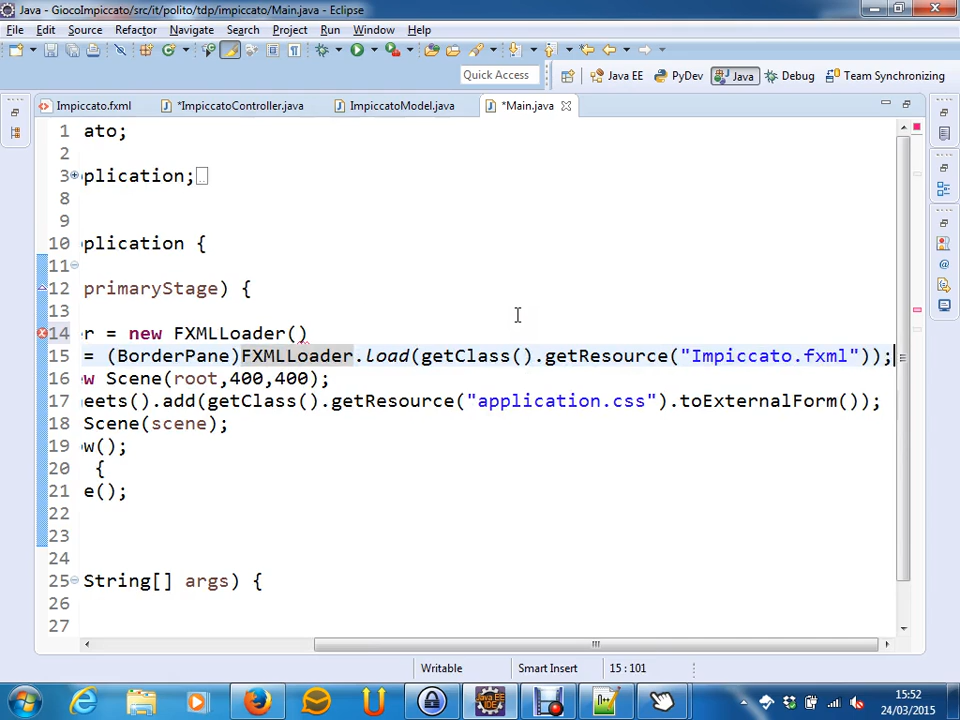 Java - GiocoImpiccato/src/it/polito/tdp/impiccato/Main.java - Eclipse
File Edit Source Refactor Navigate Search Project Run Window Help
Quick Access Java EE PyDev Java Debug Team Synchronizing
Impiccato.fxml *ImpiccatoController.java ImpiccatoModel.java *Main.java
1 ato;
2
3 plication;
8
9
10 plication {
11
12 primaryStage) {
13
14 r = new FXMLLoader()
15 = (BorderPane)FXMLLoader.load(getClass().getResource("Impiccato.fxml"));
16 w Scene(root,400,400);
17 eets().add(getClass().getResource("application.css").toExternalForm());
18 Scene(scene);
19 w();
20 {
21 e();
22
23
24
25 String[] args) {
26
27
Writable Smart Insert 15 : 101
15:52
24/03/2015